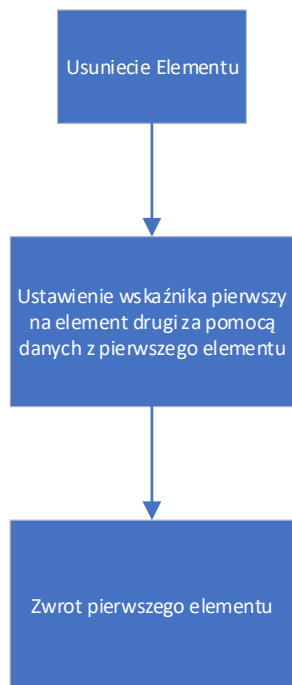 Usuniecie Elementu
Ustawienie wskaźnika pierwszy
na element drugi za pomocą
danych z pierwszego elementu
Zwrot pierwszego elementu